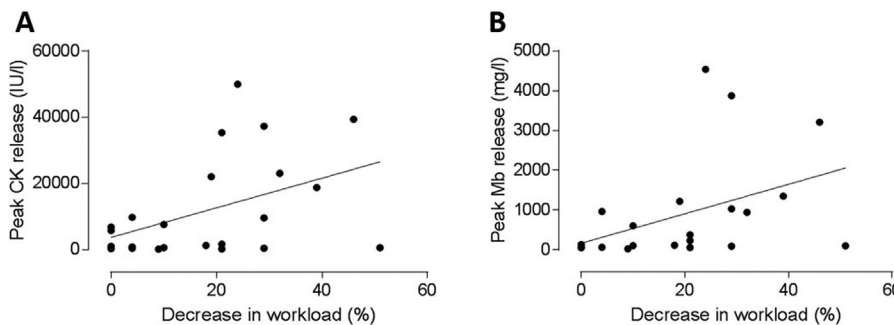 A
Peak CK release (IU/l)
60000
40000
20000
0
0 20 40 60
Decrease in workload (%)
B
Peak Mb release (mg/l)
5000
4000
3000
2000
1000
0
0 20 40 60
Decrease in workload (%)